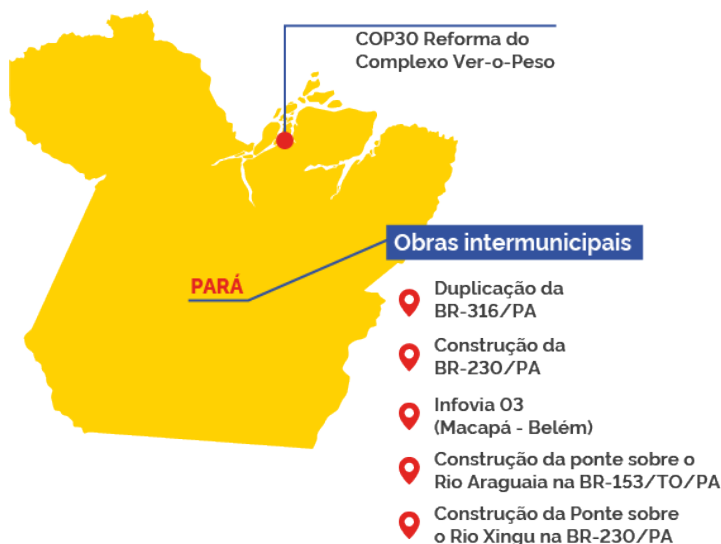 COP30 Reforma do
Complexo Ver-o-Peso
Obras intermunicipais
PARÁ
Duplicação da
BR-316/PA
Construção da
BR-230/PA
Infovia 03
(Macapá - Belém)
Construção da ponte sobre o
Rio Araguaia na BR-153/TO/PA
Construção da Ponte sobre
o Rio Xingu na BR-230/PA